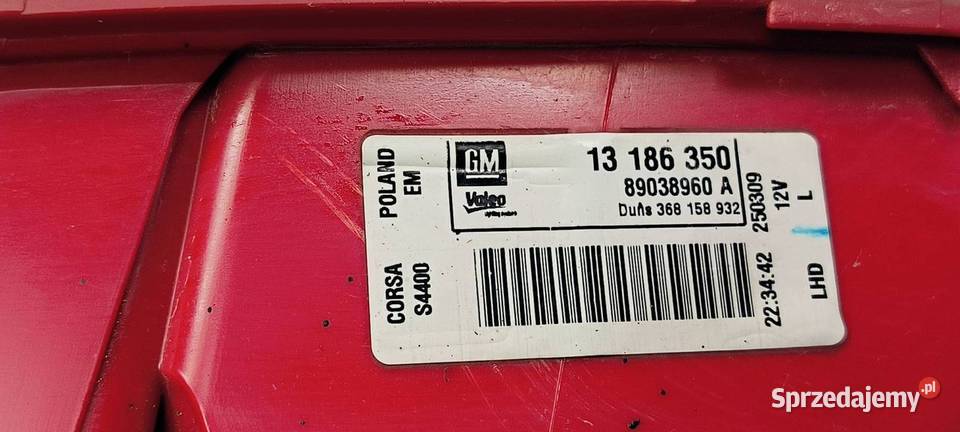 POLAND
EM
GM
Valeo
13 186 350
89038960 A
Duńs 368 158 932
250309
12V
L
CORSA
S4400
22:34:42
LHD
Sprzedajemy.pl